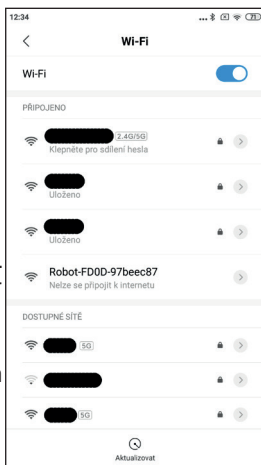 12:34
71
Wi-Fi
Wi-Fi
PŘIPOJENO
2.4G/5G
Klepněte pro sdílení hesla
Uloženo
Uloženo
Robot-FD0D-97beec87
Nelze se připojit k internetu
DOSTUPNÉ SÍTĚ
5G
5G
Aktualizovat